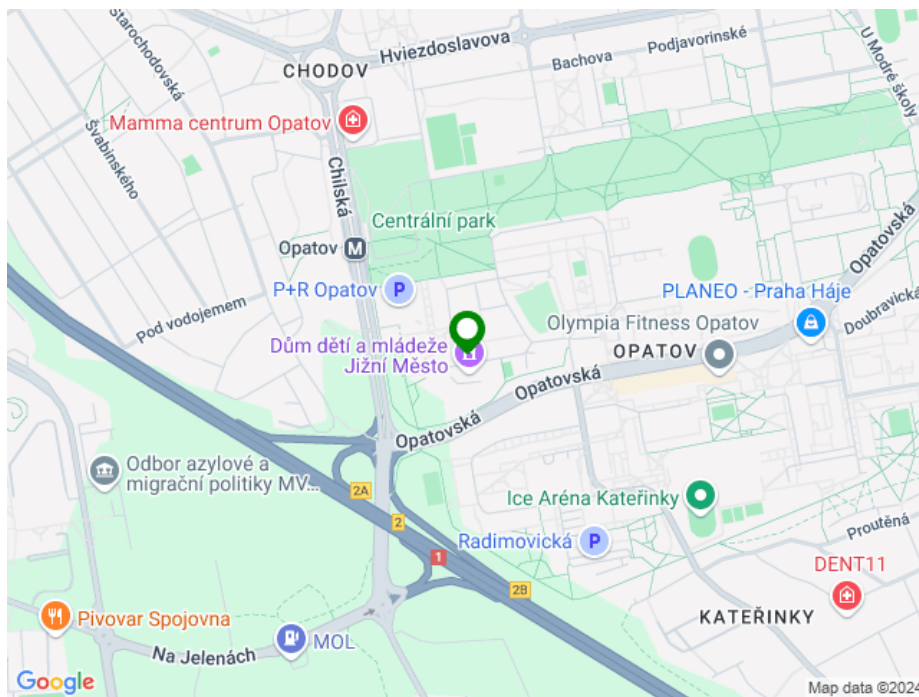 Hviezdoslavova
CHODOV
Bachova
Podjavorinské
U Modré školy
Starochodovská
Švabinského
Mamma centrum Opatov
Chilská
Centrální park
Opatov M
P+R Opatov P
Pod vodojemem
Opatovská
PLANEO - Praha Háje
Doubravická
Olympia Fitness Opatov
OPATOV
Dům dětí a mládeže
Jižní Město
Opatovská
Opatovská
Odbor azylové a
migrační politiky MV...
2A
2
1
2B
Ice Aréna Kateřinky
Radimovická P
Proutěná
DENT11
KATEŘINKY
Pivovar Spojovna
Na Jelenách
MOL
Google
Map data ©2024